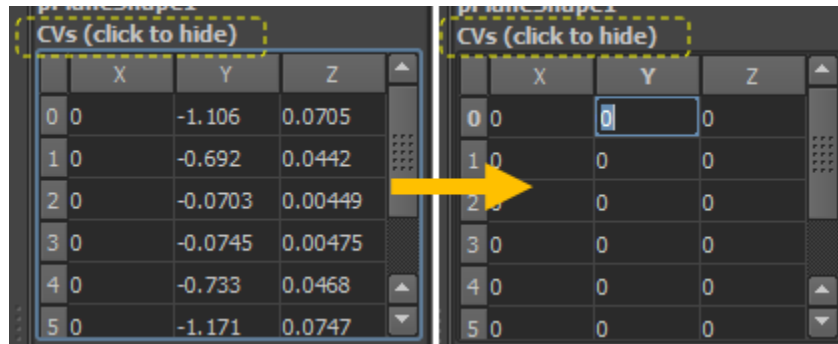 pPlaneShape1
CVs (click to hide)
X Y Z
0 0 -1.106 0.0705
1 0 -0.692 0.0442
2 0 -0.0703 0.00449
3 0 -0.0745 0.00475
4 0 -0.733 0.0468
5 0 -1.171 0.0747
pPlaneShape1
CVs (click to hide)
X Y Z
0 0 0 0
1 0 0 0
2 0 0 0
3 0 0 0
4 0 0 0
5 0 0 0